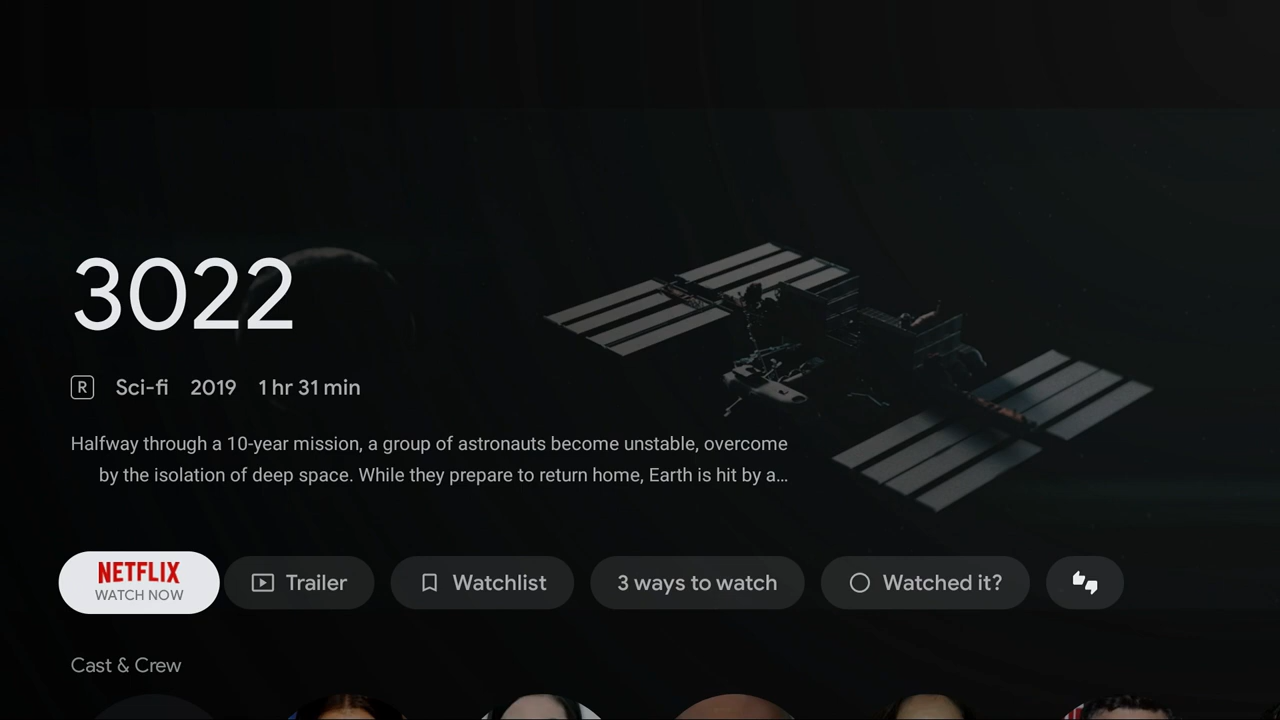 3022
R Sci-fi 2019 1 hr 31 min
Halfway through a 10-year mission, a group of astronauts become unstable, overcome
by the isolation of deep space. While they prepare to return home, Earth is hit by a...
NETFLIX
WATCH NOW
Trailer
Watchlist
3 ways to watch
Watched it?
Cast & Crew